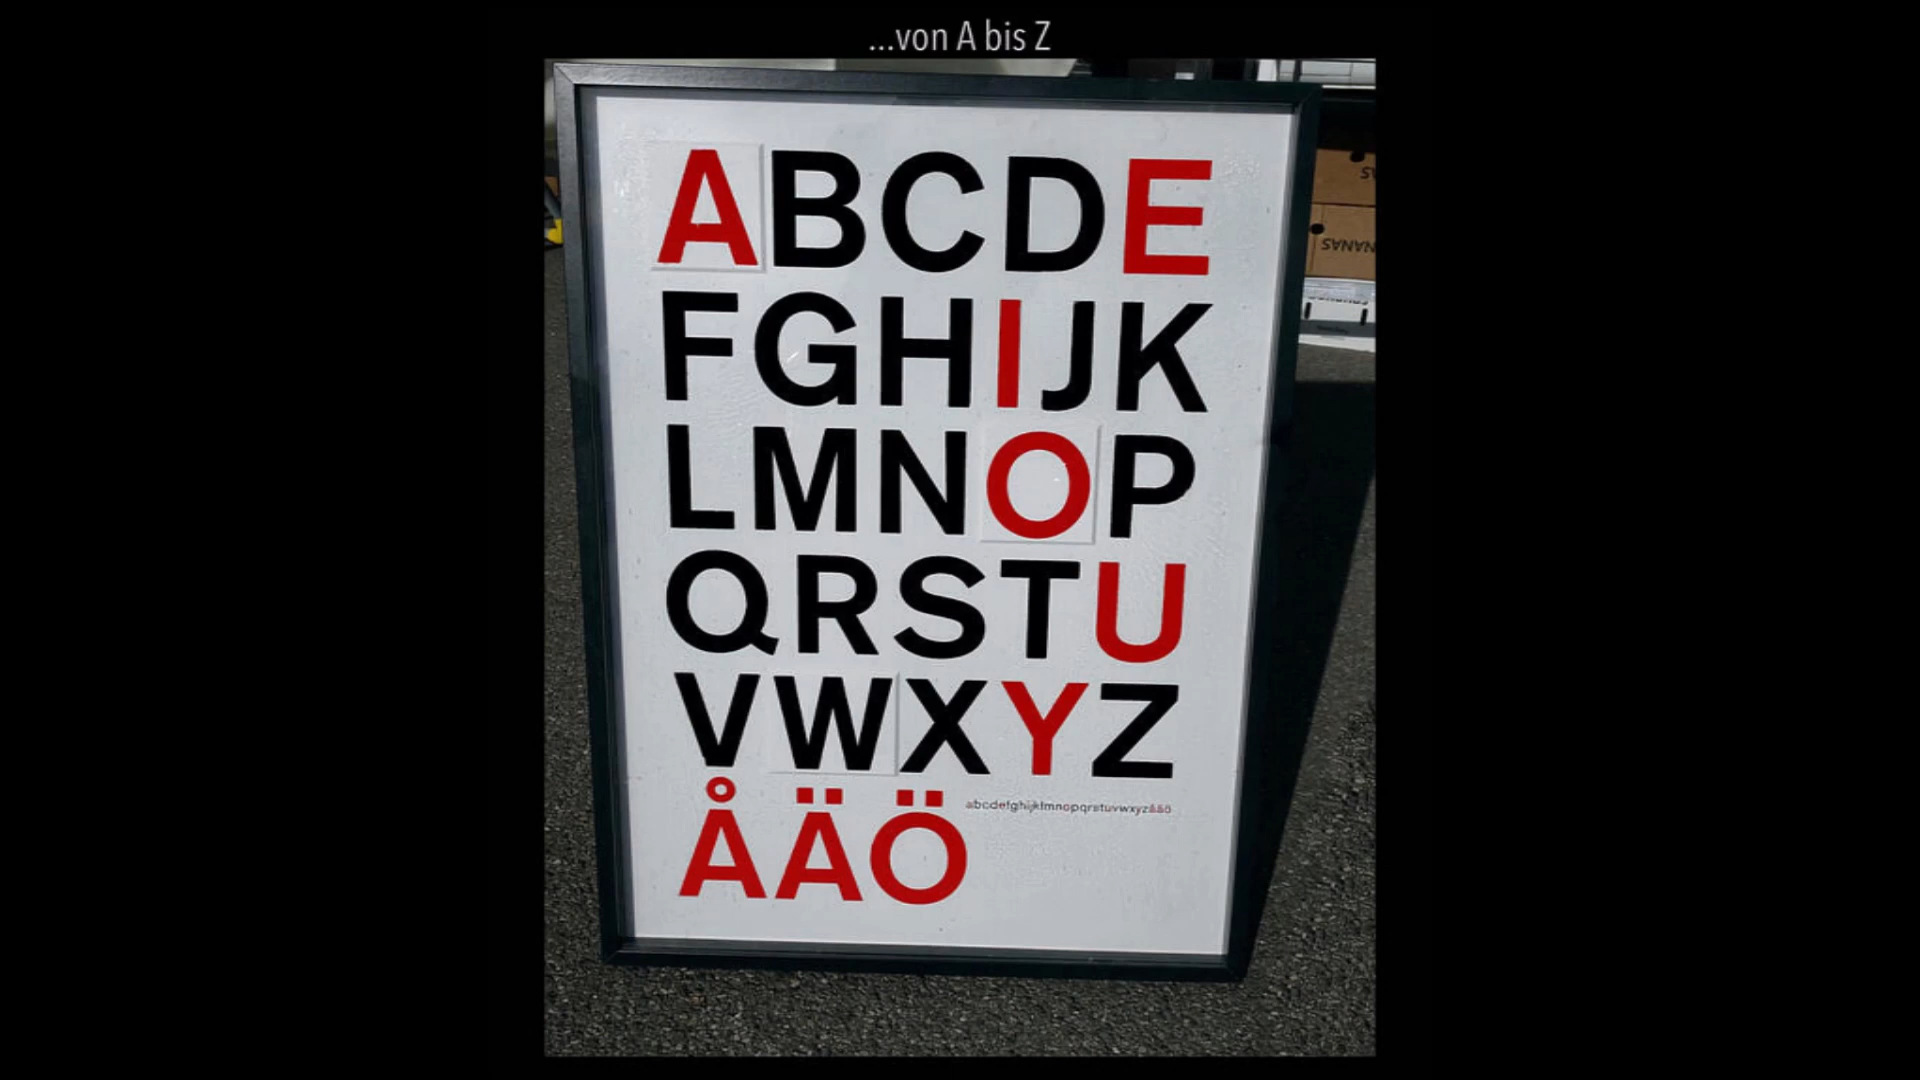 ...von A bis Z
ABCDE
FGHIJK
LMNOP
QRSTU
VWXYZ
ÅÄÖ
abcdefghijklmnopqrstuvwxyzåäö